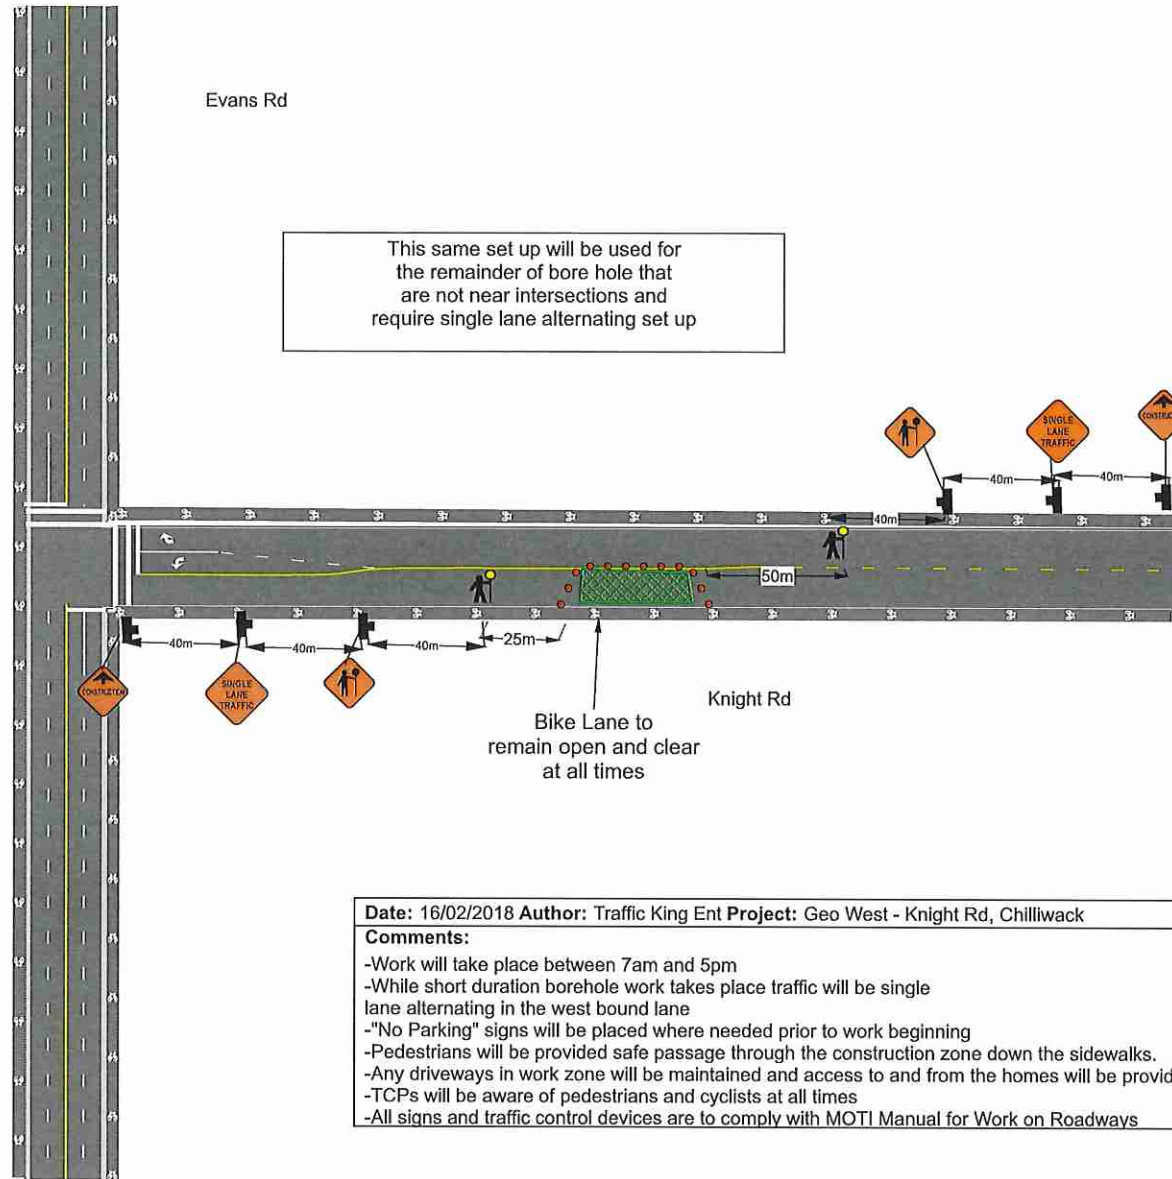 Evans Rd
This same set up will be used for
the remainder of bore hole that
are not near intersections and
require single lane alternating set up
SINGLE
LANE
TRAFFIC
CONSTRUC
40m
40m
40m
50m
40m
40m
40m
25m
CONSTRUCTION
SINGLE
LANE
TRAFFIC
Knight Rd
Bike Lane to
remain open and clear
at all times
Date: 16/02/2018 Author: Traffic King Ent Project: Geo West - Knight Rd, Chilliwack
Comments:
-Work will take place between 7am and 5pm
-While short duration borehole work takes place traffic will be single
lane alternating in the west bound lane
-"No Parking" signs will be placed where needed prior to work beginning
-Pedestrians will be provided safe passage through the construction zone down the sidewalks.
-Any driveways in work zone will be maintained and access to and from the homes will be provid
-TCPs will be aware of pedestrians and cyclists at all times
-All signs and traffic control devices are to comply with MOTI Manual for Work on Roadways